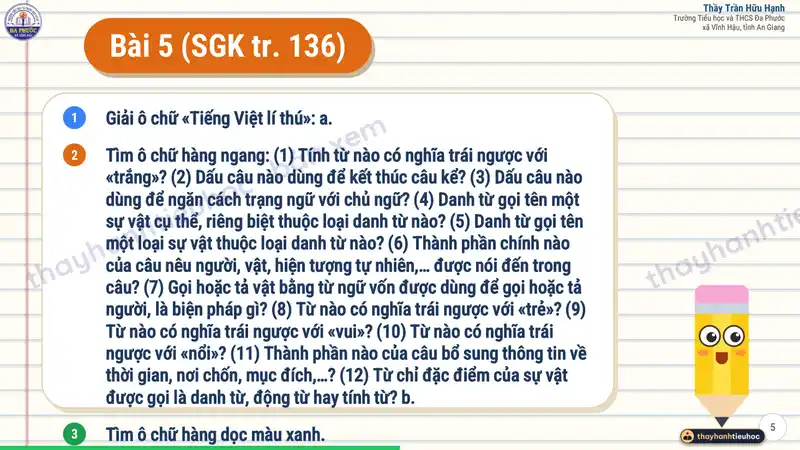 Thầy Trần Hữu Hạnh
Trường Tiểu học và THCS Đa Phước
xã Vĩnh Hậu, tỉnh An Giang
ĐA PHƯỚC
Bài 5 (SGK tr. 136)
1 Giải ô chữ «Tiếng Việt lí thú»: a.
2 Tìm ô chữ hàng ngang: (1) Tính từ nào có nghĩa trái ngược với
«trắng»? (2) Dấu câu nào dùng để kết thúc câu kể? (3) Dấu câu nào
dùng để ngăn cách trạng ngữ với chủ ngữ? (4) Danh từ gọi tên một
sự vật cụ thể, riêng biệt thuộc loại danh từ nào? (5) Danh từ gọi tên
một loại sự vật thuộc loại danh từ nào? (6) Thành phần chính nào
của câu nêu người, vật, hiện tượng tự nhiên,… được nói đến trong
câu? (7) Gọi hoặc tả vật bằng từ ngữ vốn được dùng để gọi hoặc tả
người, là biện pháp gì? (8) Từ nào có nghĩa trái ngược với «trẻ»? (9)
Từ nào có nghĩa trái ngược với «vui»? (10) Từ nào có nghĩa trái
ngược với «nổi»? (11) Thành phần nào của câu bổ sung thông tin về
thời gian, nơi chốn, mục đích,…? (12) Từ chỉ đặc điểm của sự vật
được gọi là danh từ, động từ hay tính từ? b.
3 Tìm ô chữ hàng dọc màu xanh.
thayhanhtieuhoc
5